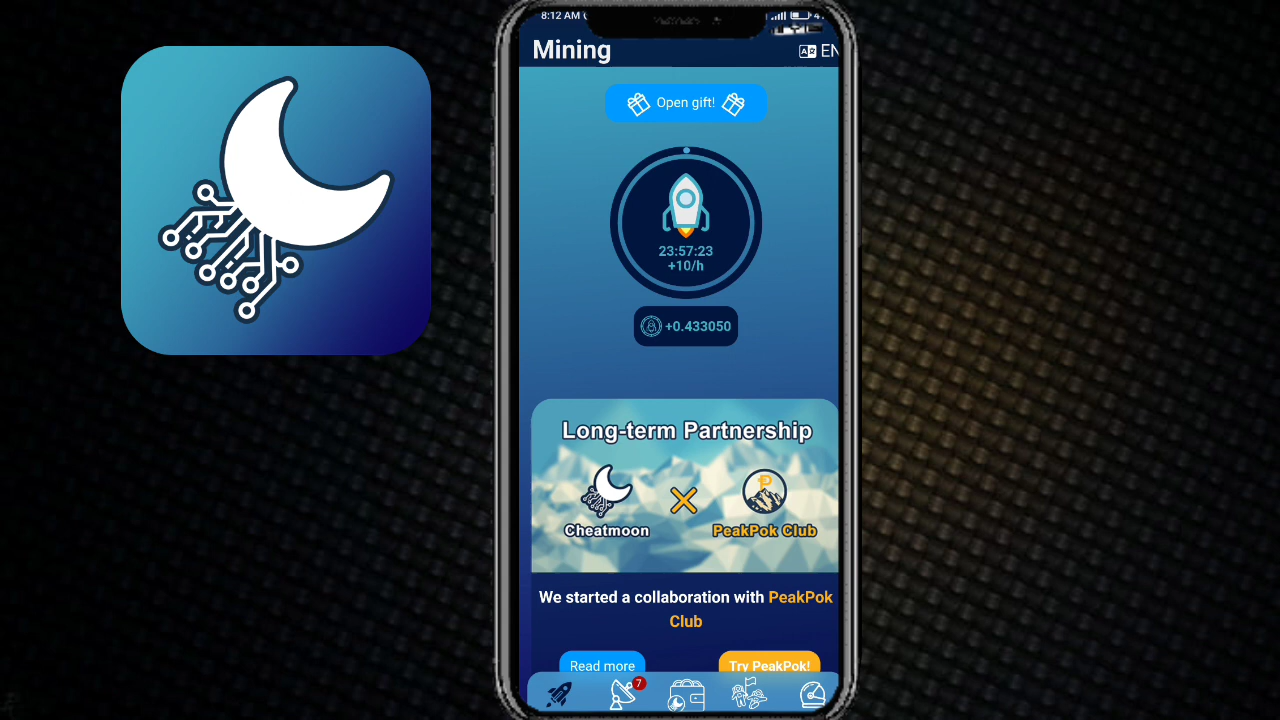 8:12 AM
Mining
EN
Open gift!
23:57:23
+10/h
+0.433050
Long-term Partnership
Cheatmoon
PeakPok Club
We started a collaboration with PeakPok
Club
Read more
Try PeakPok!
7